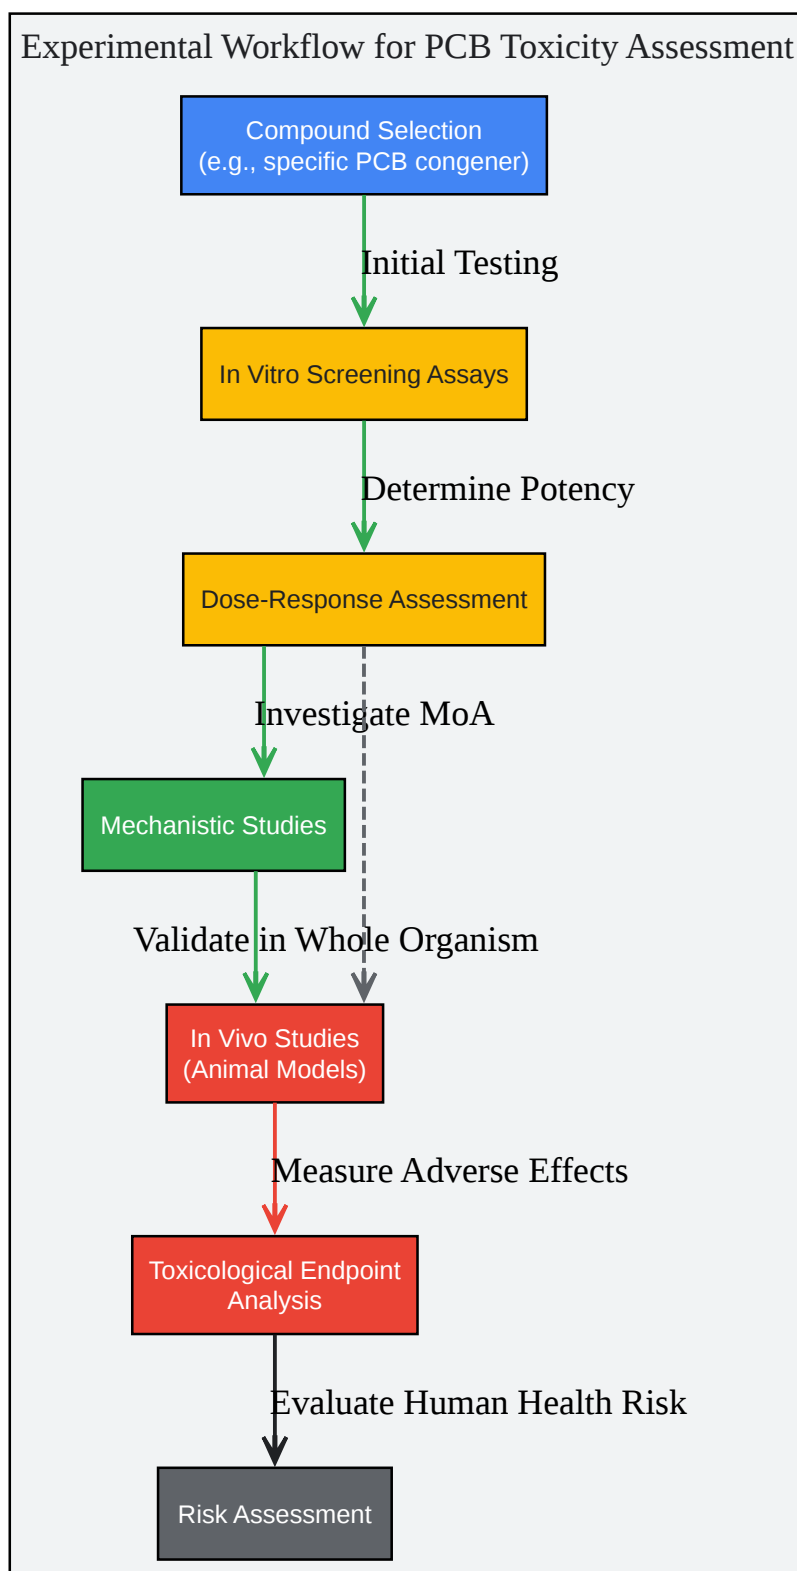 Experimental Workflow for PCB Toxicity Assessment
Compound Selection
(e.g., specific PCB congener)
Initial Testing
In Vitro Screening Assays
Determine Potency
Dose-Response Assessment
Investigate MoA
Mechanistic Studies
Validate in Whole Organism
In Vivo Studies
(Animal Models)
Measure Adverse Effects
Toxicological Endpoint
Analysis
Evaluate Human Health Risk
Risk Assessment